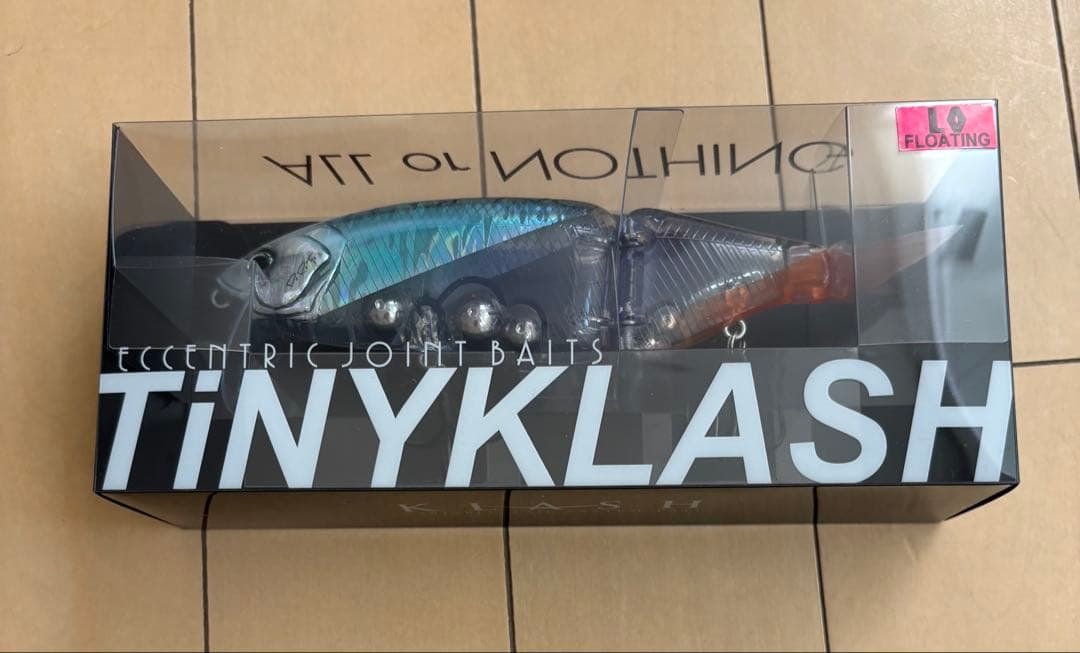 ALL or NOTHING
LO
FLOATING
ECCENTRIC JOINT BAITS
TiNYKLASH
KLASH